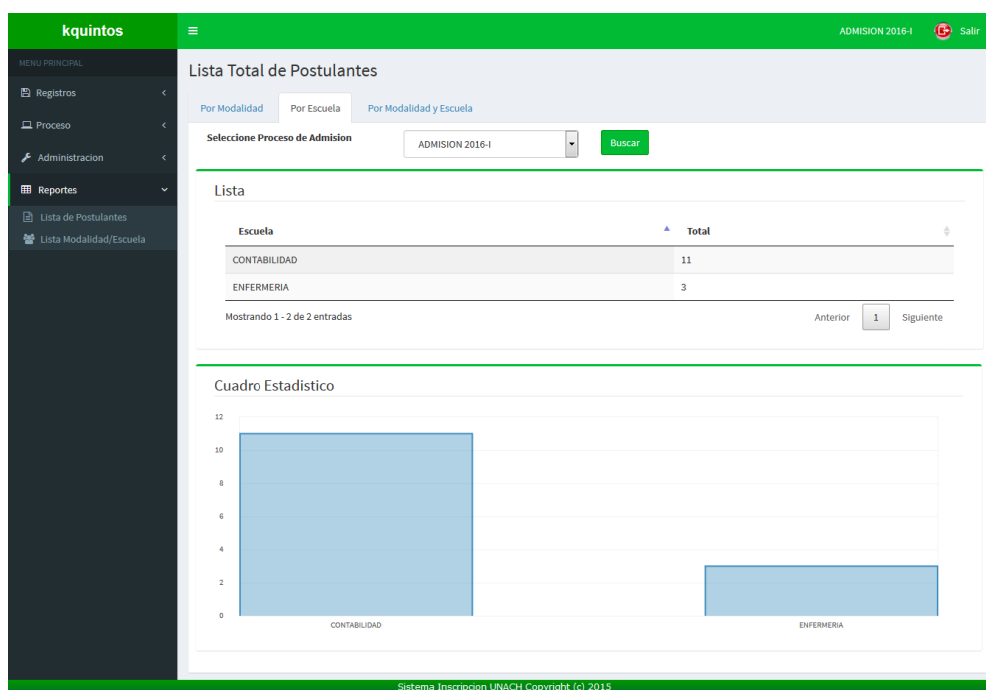 kquintos
ADMISION 2016-I Salir
MENU PRINCIPAL
Registros
Proceso
Administracion
Reportes
Lista de Postulantes
Lista Modalidad/Escuela
Lista Total de Postulantes
Por Modalidad Por Escuela Por Modalidad y Escuela
Seleccione Proceso de Admision ADMISION 2016-I Buscar
Lista
Escuela Total
CONTABILIDAD 11
ENFERMERIA 3
Mostrando 1 - 2 de 2 entradas Anterior 1 Siguiente
Cuadro Estadistico
12
10
8
6
4
2
0
CONTABILIDAD ENFERMERIA
Sistema Inscripcion UNACH Copyright (c) 2015